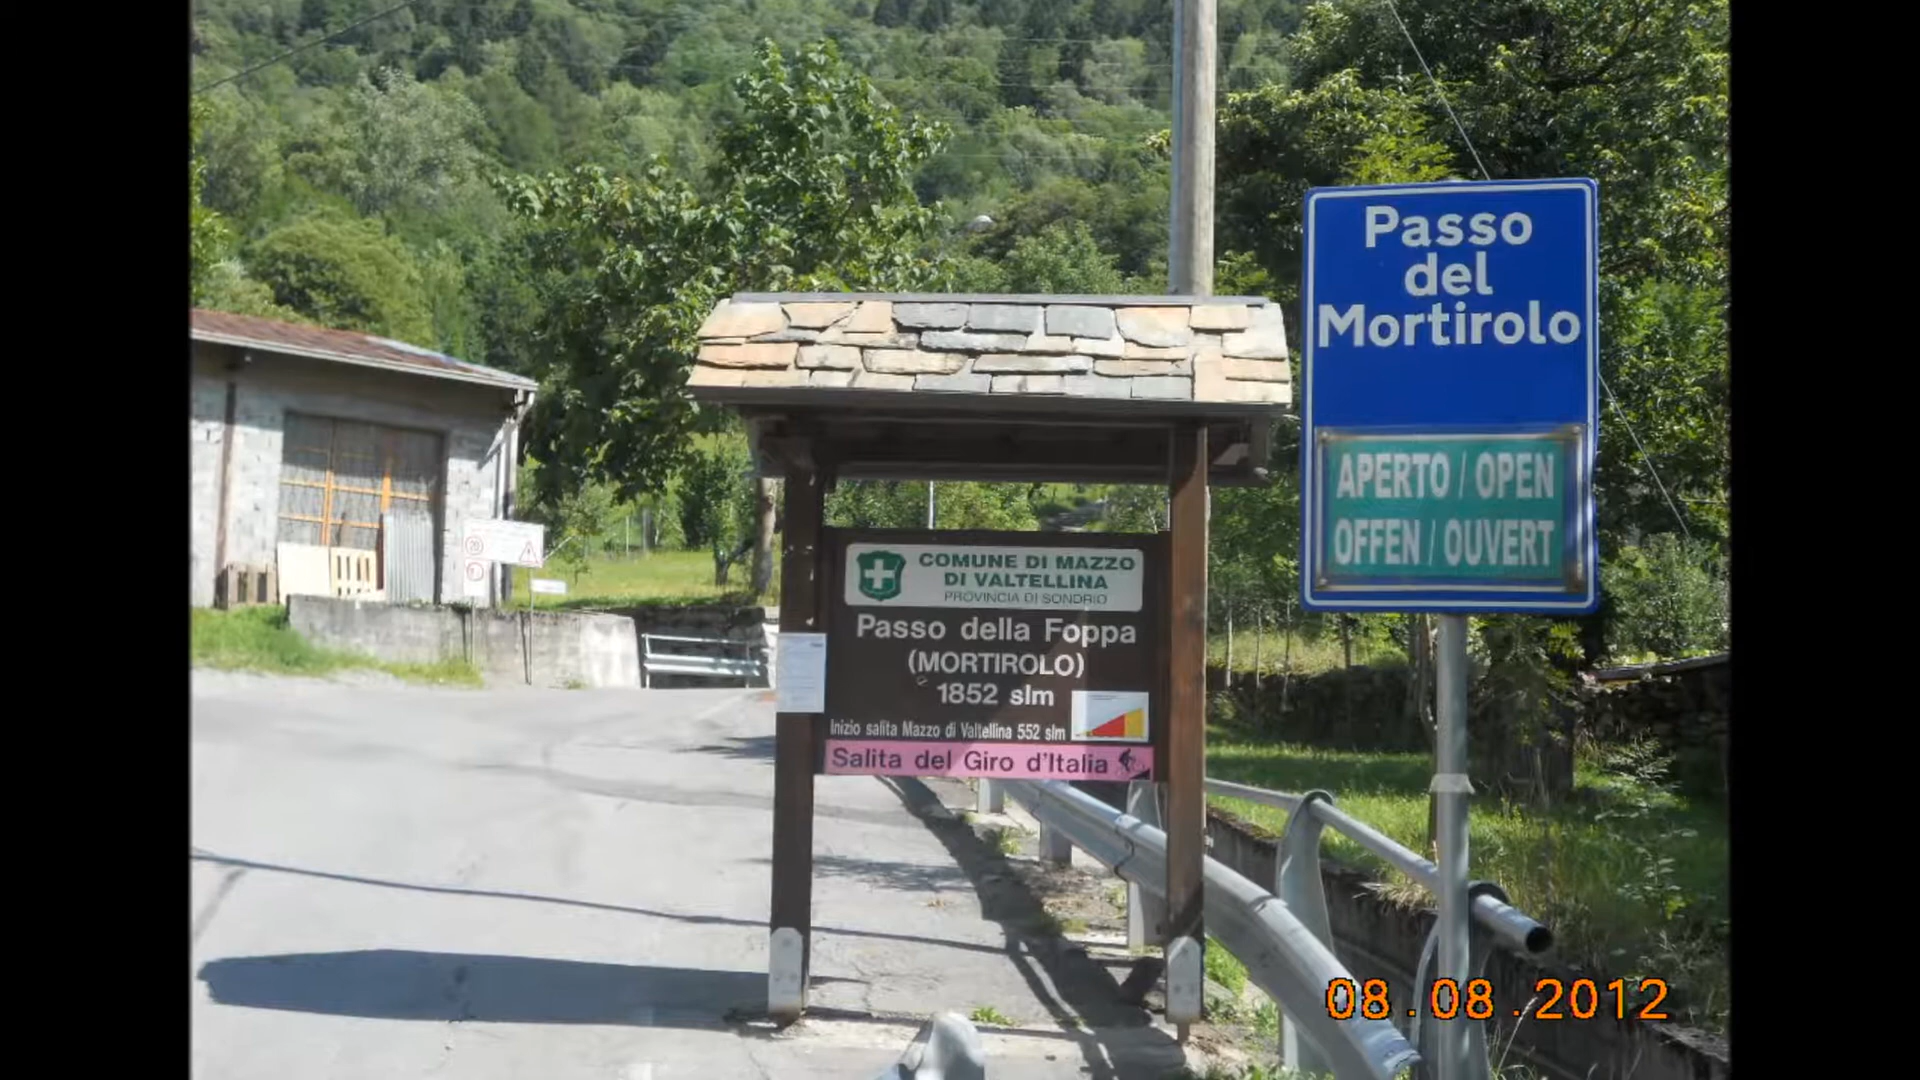 Passo
del
Mortirolo
APERTO / OPEN
OFFEN / OUVERT
COMUNE DI MAZZO
DI VALTELLINA
PROVINCIA DI SONDRIO
Passo della Foppa
(MORTIROLO)
1852 slm
Inizio salita Mazzo di Valtellina 552 slm
Salita del Giro d'Italia
08.08.2012